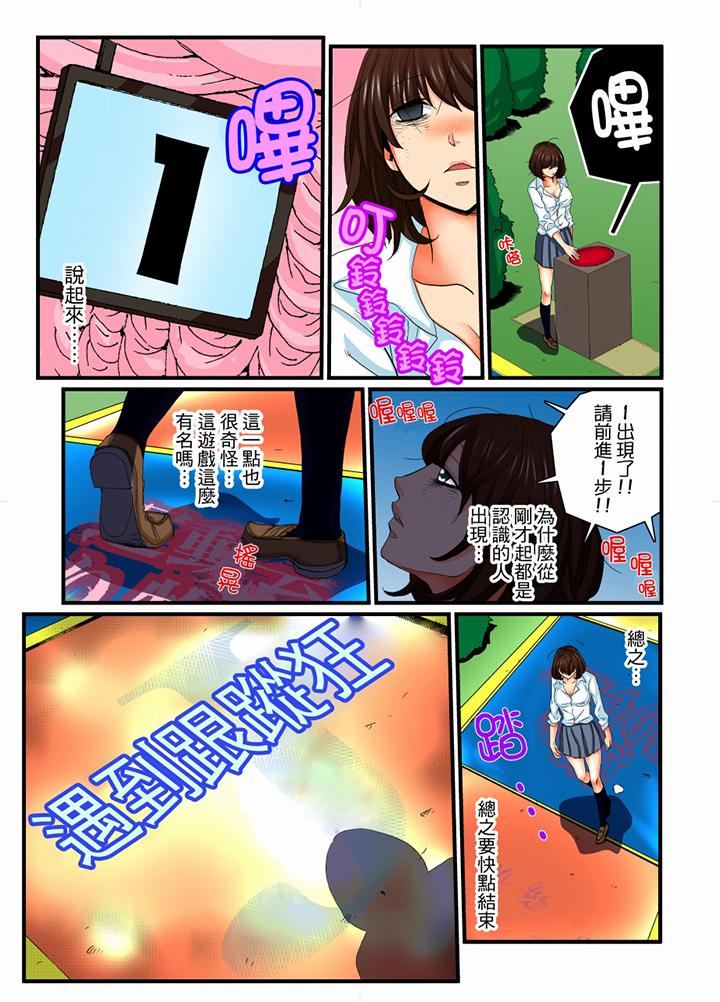 嗶
咔嗒
叮鈴鈴鈴鈴鈴
嗶
1
說起來⋯⋯
1出現了!!
請前進1步!!
喔喔喔
喔喔喔
為什麼從
剛才起都是
認識的人
出現⋯
這一點也
很奇怪⋯
這遊戲這麼
有名嗎⋯
搖晃
總之⋯
踏
總之要快點結束
遇到跟蹤狂